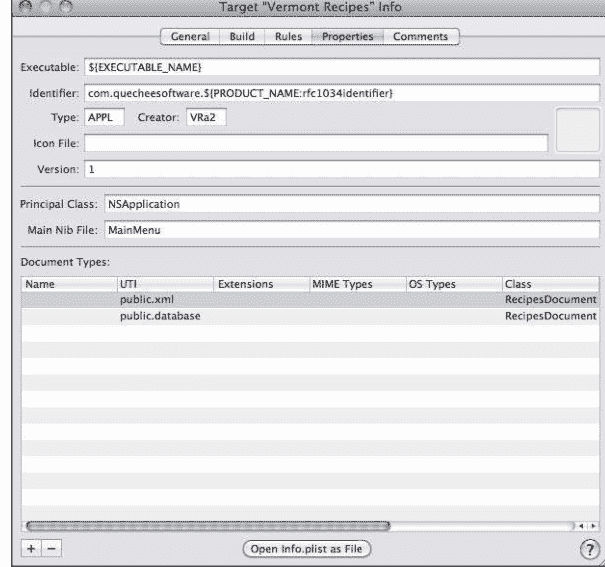 Target "Vermont Recipes" Info
General Build Rules Properties Comments
Executable: ${EXECUTABLE_NAME}
Identifier: com.quecheesoftware.${PRODUCT_NAME:rfc1034identifier}
Type: APPL Creator: VRa2
Icon File:
Version: 1
Principal Class: NSApplication
Main Nib File: MainMenu
Document Types:
Name UTI Extensions MIME Types OS Types Class
public.xml RecipesDocument
public.database RecipesDocument
+ - Open Info.plist as File ?